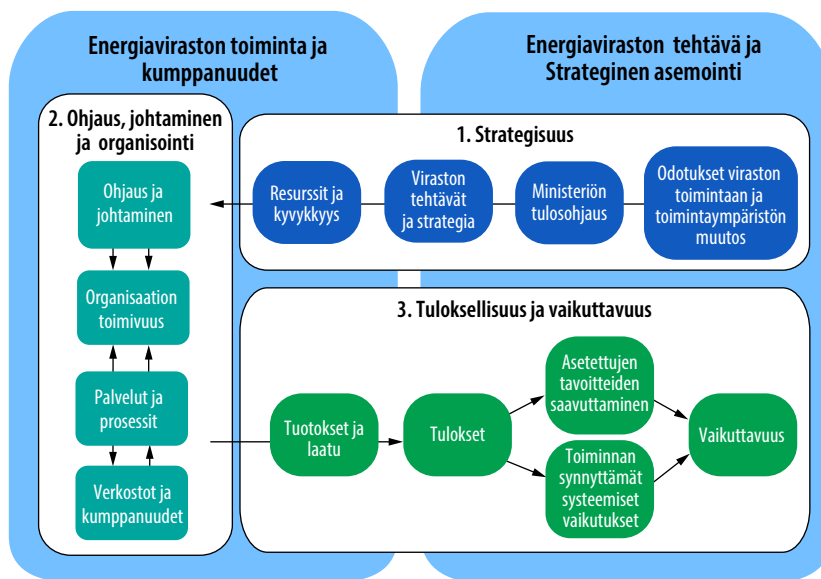 Energiaviraston toiminta ja
kumppanuudet
Energiaviraston tehtävä ja
Strateginen asemointi
2. Ohjaus, johtaminen
ja organisointi
Ohjaus ja
johtaminen
Organisaation
toimivuus
Palvelut ja
prosessit
Verkostot ja
kumppanuudet
1. Strategisuus
Resurssit ja
kyvykkyys
Viraston
tehtävät
ja strategia
Ministeriön
tulosohjaus
Odotukset viraston
toimintaan ja
toimintaympäristön
muutos
3. Tuloksellisuus ja vaikuttavuus
Tuotokset ja
laatu
Tulokset
Asetettujen
tavoitteiden
saavuttaminen
Toiminnan
synnyttämät
systeemiset
vaikutukset
Vaikuttavuus